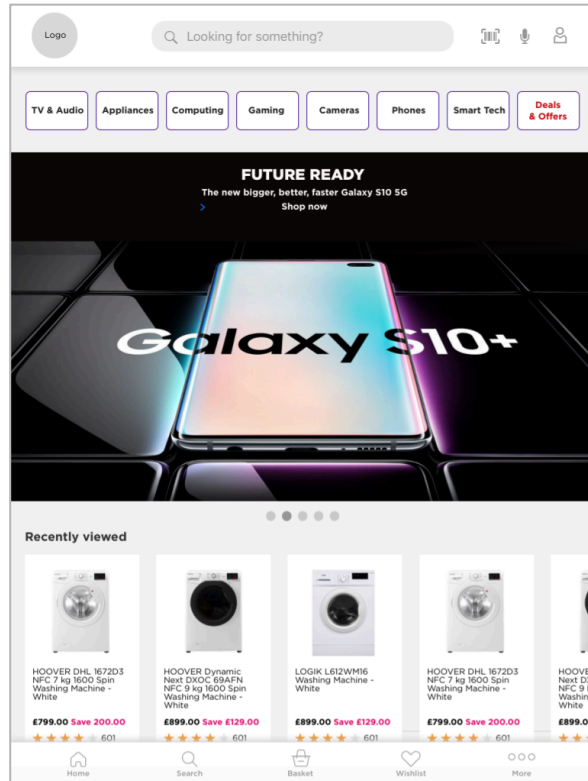 Logo
Looking for something?
TV & Audio
Appliances
Computing
Gaming
Cameras
Phones
Smart Tech
Deals
& Offers
FUTURE READY
The new bigger, better, faster Galaxy S10 5G
Shop now
Galaxy S10+
Recently viewed
HOOVER DHL 1672D3
NFC 7 kg 1600 Spin
Washing Machine -
White
£799.00 Save 200.00
601
HOOVER Dynamic
Next DXOC 69AFN
NFC 9 kg 1600 Spin
Washing Machine -
White
£899.00 Save £129.00
601
LOGIK L612WM16
Washing Machine -
White
£899.00 Save £129.00
601
HOOVER DHL 1672D3
NFC 7 kg 1600 Spin
Washing Machine -
White
£799.00 Save 200.00
601
Home
Search
Basket
Wishlist
More